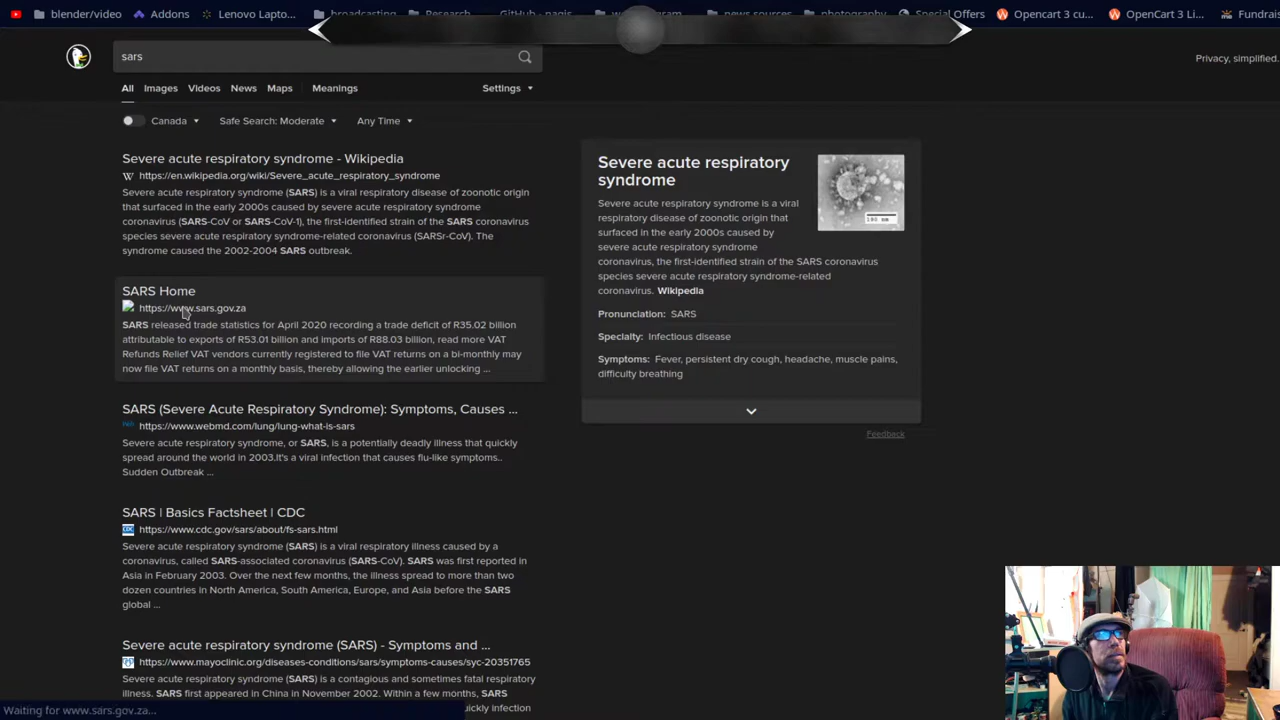 blender/video
Addons
Lenovo Lapto...
broadcasting
Research
GitHub - nagis...
news sources
photography
Special Offers
Opencart 3 cu...
OpenCart 3 Li...
Fundrais
sars
Privacy, simplified.
All
Images
Videos
News
Maps
Meanings
Settings
Canada
Safe Search: Moderate
Any Time
Severe acute respiratory syndrome - Wikipedia
W https://en.wikipedia.org/wiki/Severe_acute_respiratory_syndrome
Severe acute respiratory syndrome (SARS) is a viral respiratory disease of zoonotic origin
that surfaced in the early 2000s caused by severe acute respiratory syndrome
coronavirus (SARS-CoV or SARS-CoV-1), the first-identified strain of the SARS coronavirus
species severe acute respiratory syndrome-related coronavirus (SARSr-CoV). The
syndrome caused the 2002-2004 SARS outbreak.
SARS Home
https://www.sars.gov.za
SARS released trade statistics for April 2020 recording a trade deficit of R35.02 billion
attributable to exports of R53.01 billion and imports of R88.03 billion, read more VAT
Refunds Relief VAT vendors currently registered to file VAT returns on a bi-monthly may
now file VAT returns on a monthly basis, thereby allowing the earlier unlocking ...
SARS (Severe Acute Respiratory Syndrome): Symptoms, Causes ...
https://www.webmd.com/lung/lung-what-is-sars
Severe acute respiratory syndrome, or SARS, is a potentially deadly illness that quickly
spread around the world in 2003.It's a viral infection that causes flu-like symptoms..
Sudden Outbreak ...
SARS | Basics Factsheet | CDC
CDC https://www.cdc.gov/sars/about/fs-sars.html
Severe acute respiratory syndrome (SARS) is a viral respiratory illness caused by a
coronavirus, called SARS-associated coronavirus (SARS-CoV). SARS was first reported in
Asia in February 2003. Over the next few months, the illness spread to more than two
dozen countries in North America, South America, Europe, and Asia before the SARS
global ...
Severe acute respiratory syndrome (SARS) - Symptoms and ...
https://www.mayoclinic.org/diseases-conditions/sars/symptoms-causes/syc-20351765
Severe acute respiratory syndrome (SARS) is a contagious and sometimes fatal respiratory
illness. SARS first appeared in China in November 2002. Within a few months, SARS
quickly infection
Waiting for www.sars.gov.za...
Severe acute respiratory
syndrome
100 nm
Severe acute respiratory syndrome is a viral
respiratory disease of zoonotic origin that
surfaced in the early 2000s caused by
severe acute respiratory syndrome
coronavirus, the first-identified strain of the SARS coronavirus
species severe acute respiratory syndrome-related
coronavirus. Wikipedia
Pronunciation: SARS
Specialty: Infectious disease
Symptoms: Fever, persistent dry cough, headache, muscle pains,
difficulty breathing
Feedback